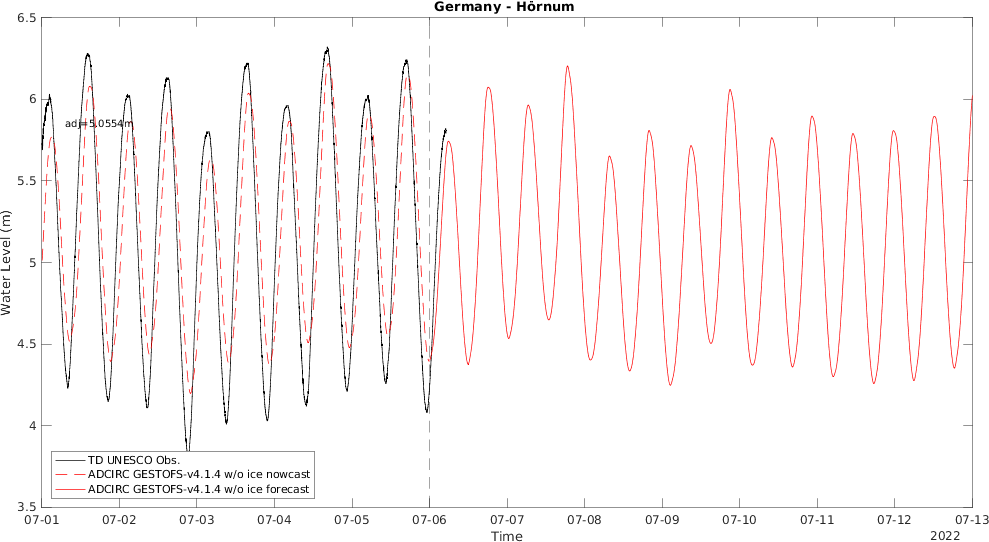 Germany - Hörnum
6.5
6
5.5
5
4.5
4
3.5
Water Level (m)
adj=5.0554m
TD UNESCO Obs.
ADCIRC GESTOFS-v4.1.4 w/o ice nowcast
ADCIRC GESTOFS-v4.1.4 w/o ice forecast
07-01 07-02 07-03 07-04 07-05 07-06 07-07 07-08 07-09 07-10 07-11 07-12 07-13
Time
2022